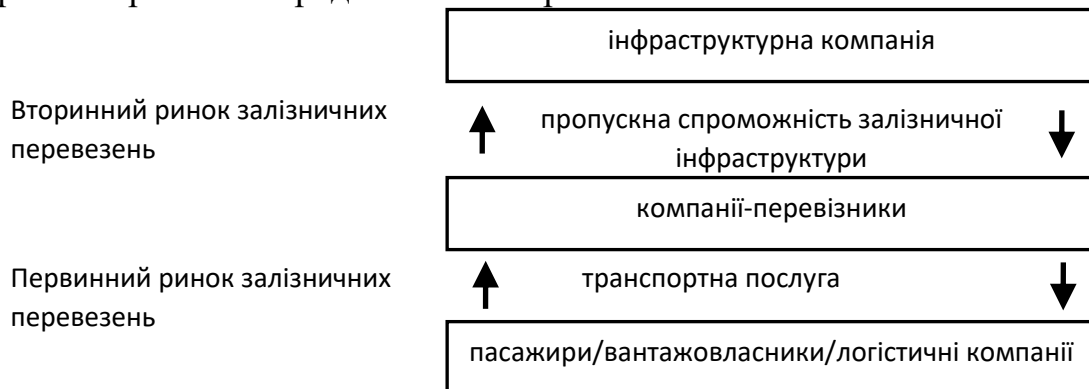 інфраструктурна компанія
Вторинний ринок залізничних
перевезень
пропускна спроможність залізничної
інфраструктури
компанії-перевізники
Первинний ринок залізничних
перевезень
транспортна послуга
пасажири/вантажовласники/логістичні компанії